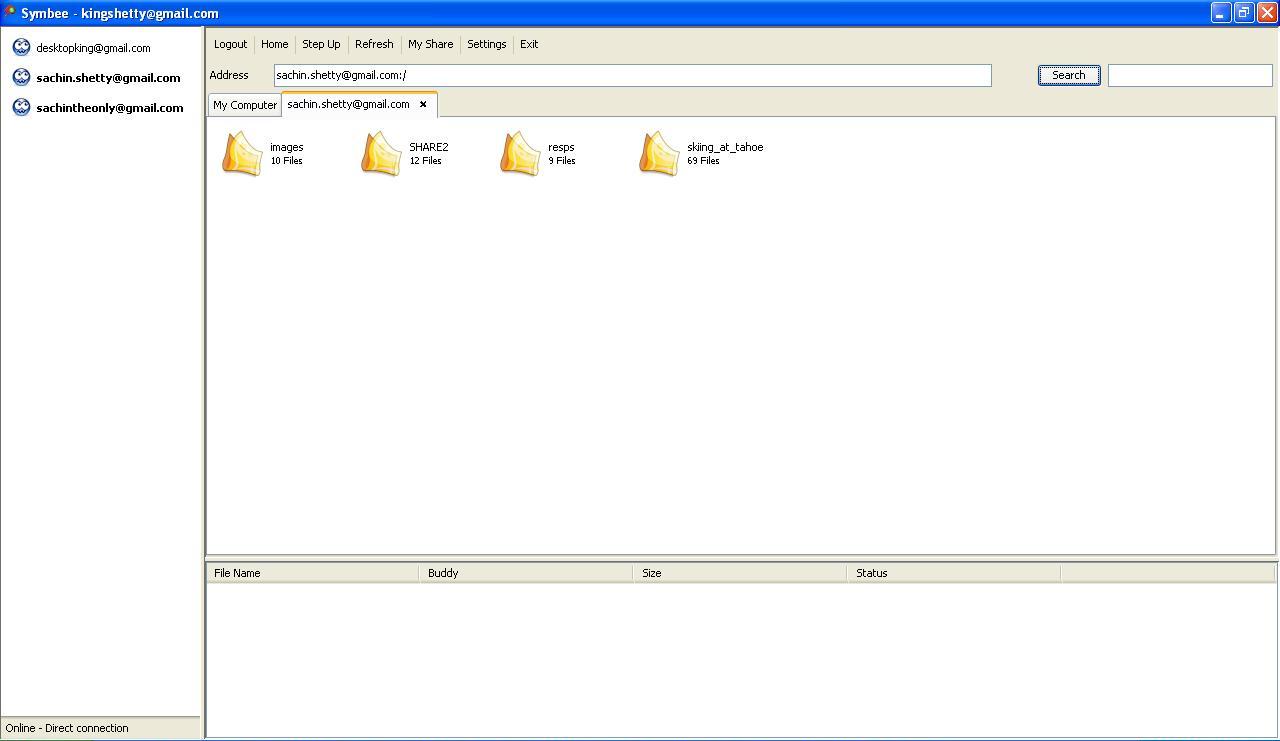 Symbee - kingshetty@gmail.com
desktopking@gmail.com
sachin.shetty@gmail.com
sachintheonly@gmail.com
Logout Home Step Up Refresh My Share Settings Exit
Address sachin.shetty@gmail.com:/ Search
My Computer sachin.shetty@gmail.com
images
10 Files
SHARE2
12 Files
resps
9 Files
skiing_at_tahoe
69 Files
File Name Buddy Size Status
Online - Direct connection